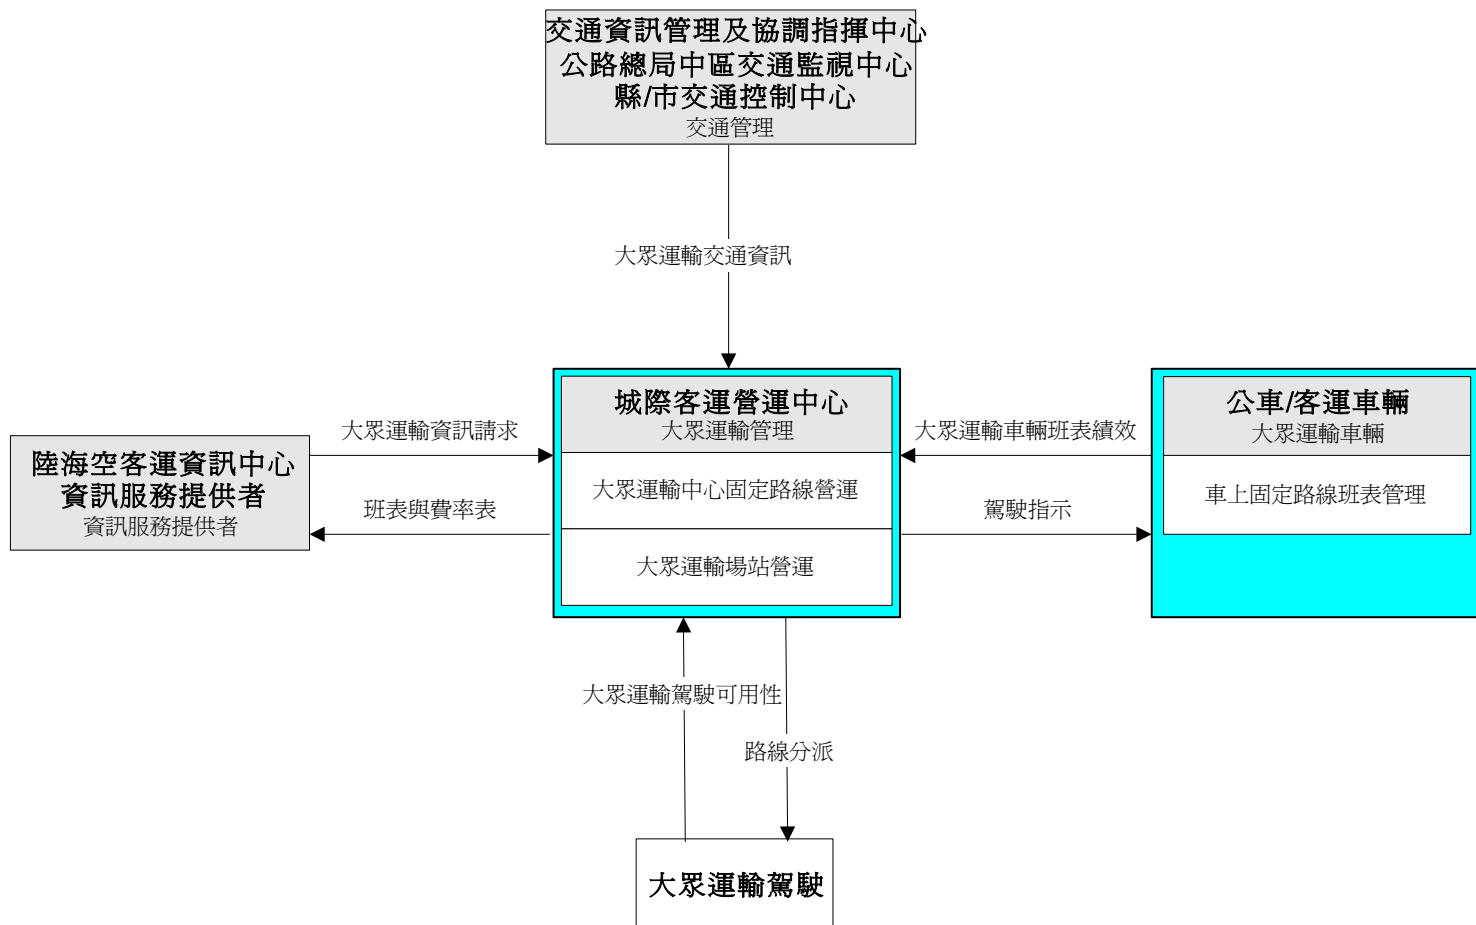 交通資訊管理及協調指揮中心
公路總局中區交通監視中心
縣/市交通控制中心
交通管理
大眾運輸交通資訊
城際客運營運中心
大眾運輸管理
大眾運輸中心固定路線營運
大眾運輸場站營運
公車/客運車輛
大眾運輸車輛
車上固定路線班表管理
大眾運輸資訊請求
大眾運輸車輛班表績效
陸海空客運資訊中心
資訊服務提供者
資訊服務提供者
班表與費率表
駕駛指示
大眾運輸駕駛可用性
路線分派
大眾運輸駕駛